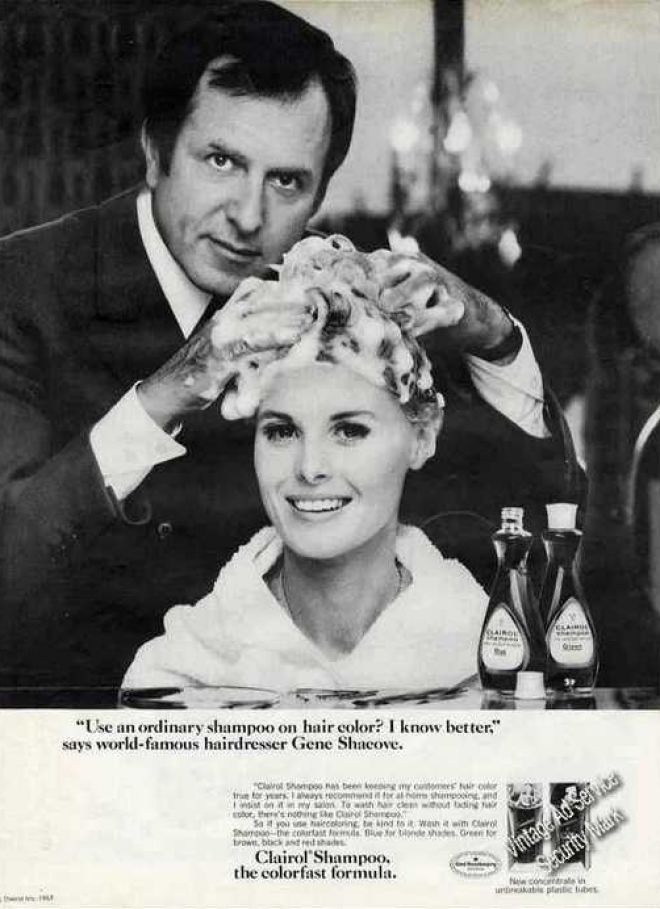 CLAIROL
shampoo
Blue
CLAIROL
shampoo
Green
“Use an ordinary shampoo on hair color? I know better,”
says world-famous hairdresser Gene Shacove.
“Clairol Shampoo has been keeping my customers’ hair color
true for years. I always recommend it for at-home shampooing, and
I insist on it in my salon. To wash hair clean without fading hair
color, there’s nothing like Clairol Shampoo.”
So if you use haircoloring, be kind to it. Wash it with Clairol
Shampoo—the colorfast formula. Blue for blonde shades. Green for
brown, black and red shades.
Clairol® Shampoo,
the colorfast formula.
Good Housekeeping
Vintage Ad Service
Security Mark
New concentrate in
unbreakable plastic tubes.
Inc. 1967